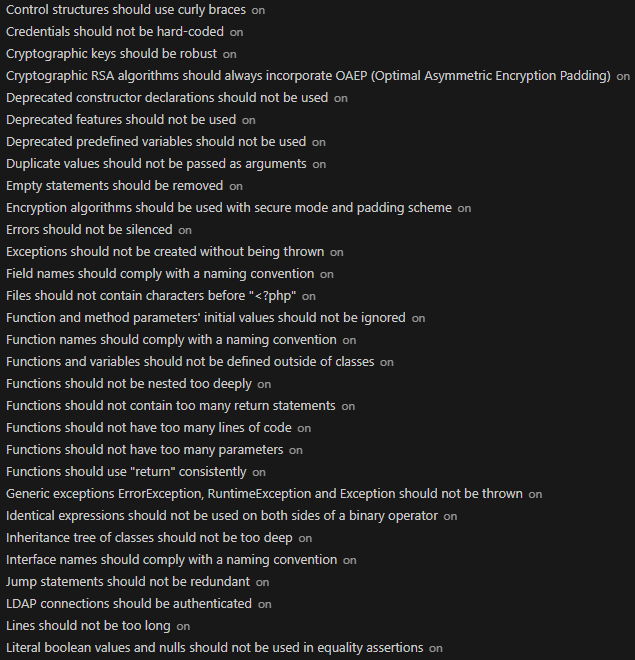 Control structures should use curly braces on
Credentials should not be hard-coded on
Cryptographic keys should be robust on
Cryptographic RSA algorithms should always incorporate OAEP (Optimal Asymmetric Encryption Padding) on
Deprecated constructor declarations should not be used on
Deprecated features should not be used on
Deprecated predefined variables should not be used on
Duplicate values should not be passed as arguments on
Empty statements should be removed on
Encryption algorithms should be used with secure mode and padding scheme on
Errors should not be silenced on
Exceptions should not be created without being thrown on
Field names should comply with a naming convention on
Files should not contain characters before "<?php" on
Function and method parameters' initial values should not be ignored on
Function names should comply with a naming convention on
Functions and variables should not be defined outside of classes on
Functions should not be nested too deeply on
Functions should not contain too many return statements on
Functions should not have too many lines of code on
Functions should not have too many parameters on
Functions should use "return" consistently on
Generic exceptions ErrorException, RuntimeException and Exception should not be thrown on
Identical expressions should not be used on both sides of a binary operator on
Inheritance tree of classes should not be too deep on
Interface names should comply with a naming convention on
Jump statements should not be redundant on
LDAP connections should be authenticated on
Lines should not be too long on
Literal boolean values and nulls should not be used in equality assertions on